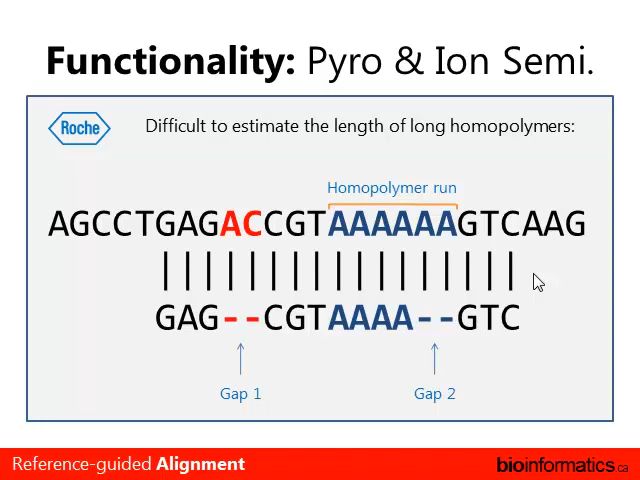 Functionality: Pyro & Ion Semi.
Roche
Difficult to estimate the length of long homopolymers:
Homopolymer run
AGCCTGAGACCCGTAAAAAAGTCAAG
|||||||||||||||||
GAG--CGTAAAA--GTC
Gap 1
Gap 2
Reference-guided Alignment
bioinformatics.ca